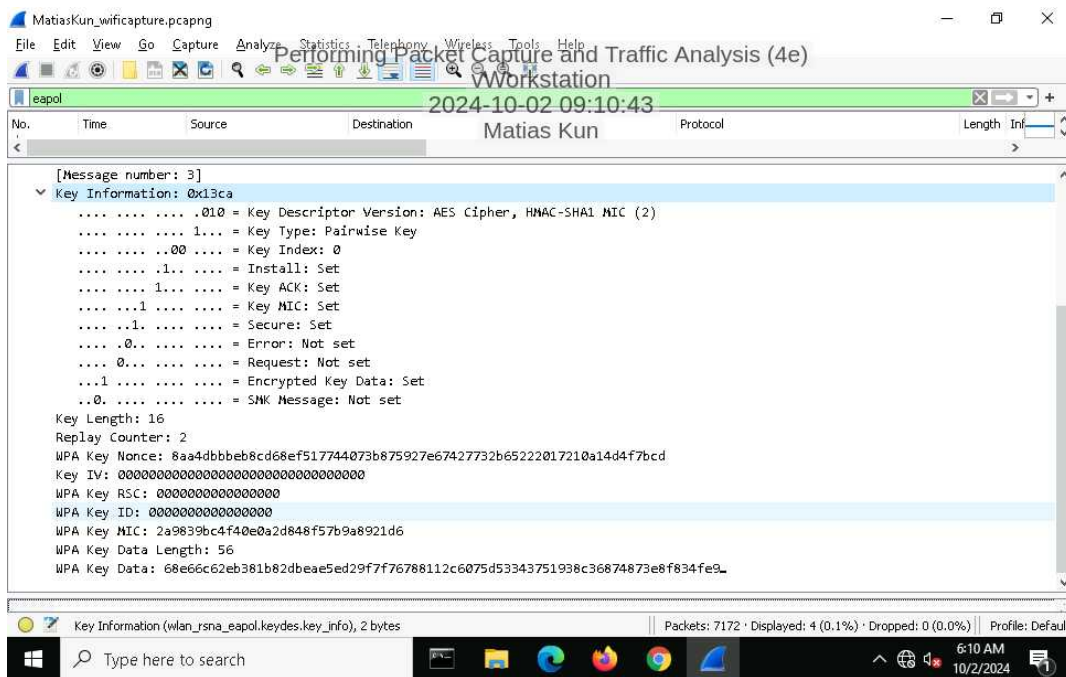 MatiasKun_wificapture.pcapng
File Edit View Go Capture Analyze Statistics Telephony Wireless Tools Help
Performing Packet Capture and Traffic Analysis (4e)
vWorkstation
eapol
2024-10-02 09:10:43
No. Time Source Destination Protocol Length Inf
Matias Kun
[Message number: 3]
Key Information: 0x13ca
.... .... .... .010 = Key Descriptor Version: AES Cipher, HMAC-SHA1 MIC (2)
.... .... .... 1... = Key Type: Pairwise Key
.... .... ..00 .... = Key Index: 0
.... .... .1.. .... = Install: Set
.... .... 1... .... = Key ACK: Set
.... ...1 .... .... = Key MIC: Set
.... ..1. .... .... = Secure: Set
.... .0.. .... .... = Error: Not set
.... 0... .... .... = Request: Not set
...1 .... .... .... = Encrypted Key Data: Set
..0. .... .... .... = SMK Message: Not set
Key Length: 16
Replay Counter: 2
WPA Key Nonce: 8aa4dbbbeb8cd68ef517744073b875927e67427732b65222017210a14d4f7bcd
Key IV: 00000000000000000000000000000000
WPA Key RSC: 0000000000000000
WPA Key ID: 0000000000000000
WPA Key MIC: 2a9839bc4f40e0a2d848f57b9a8921d6
WPA Key Data Length: 56
WPA Key Data: 68e66c62eb381b82dbeae5ed29f7f76788112c6075d53343751938c36874873e8f834fe9…
Key Information (wlan_rsna_eapol.keydes.key_info), 2 bytes Packets: 7172 · Displayed: 4 (0.1%) · Dropped: 0 (0.0%) Profile: Defaul
Type here to search 6:10 AM
10/2/2024 1